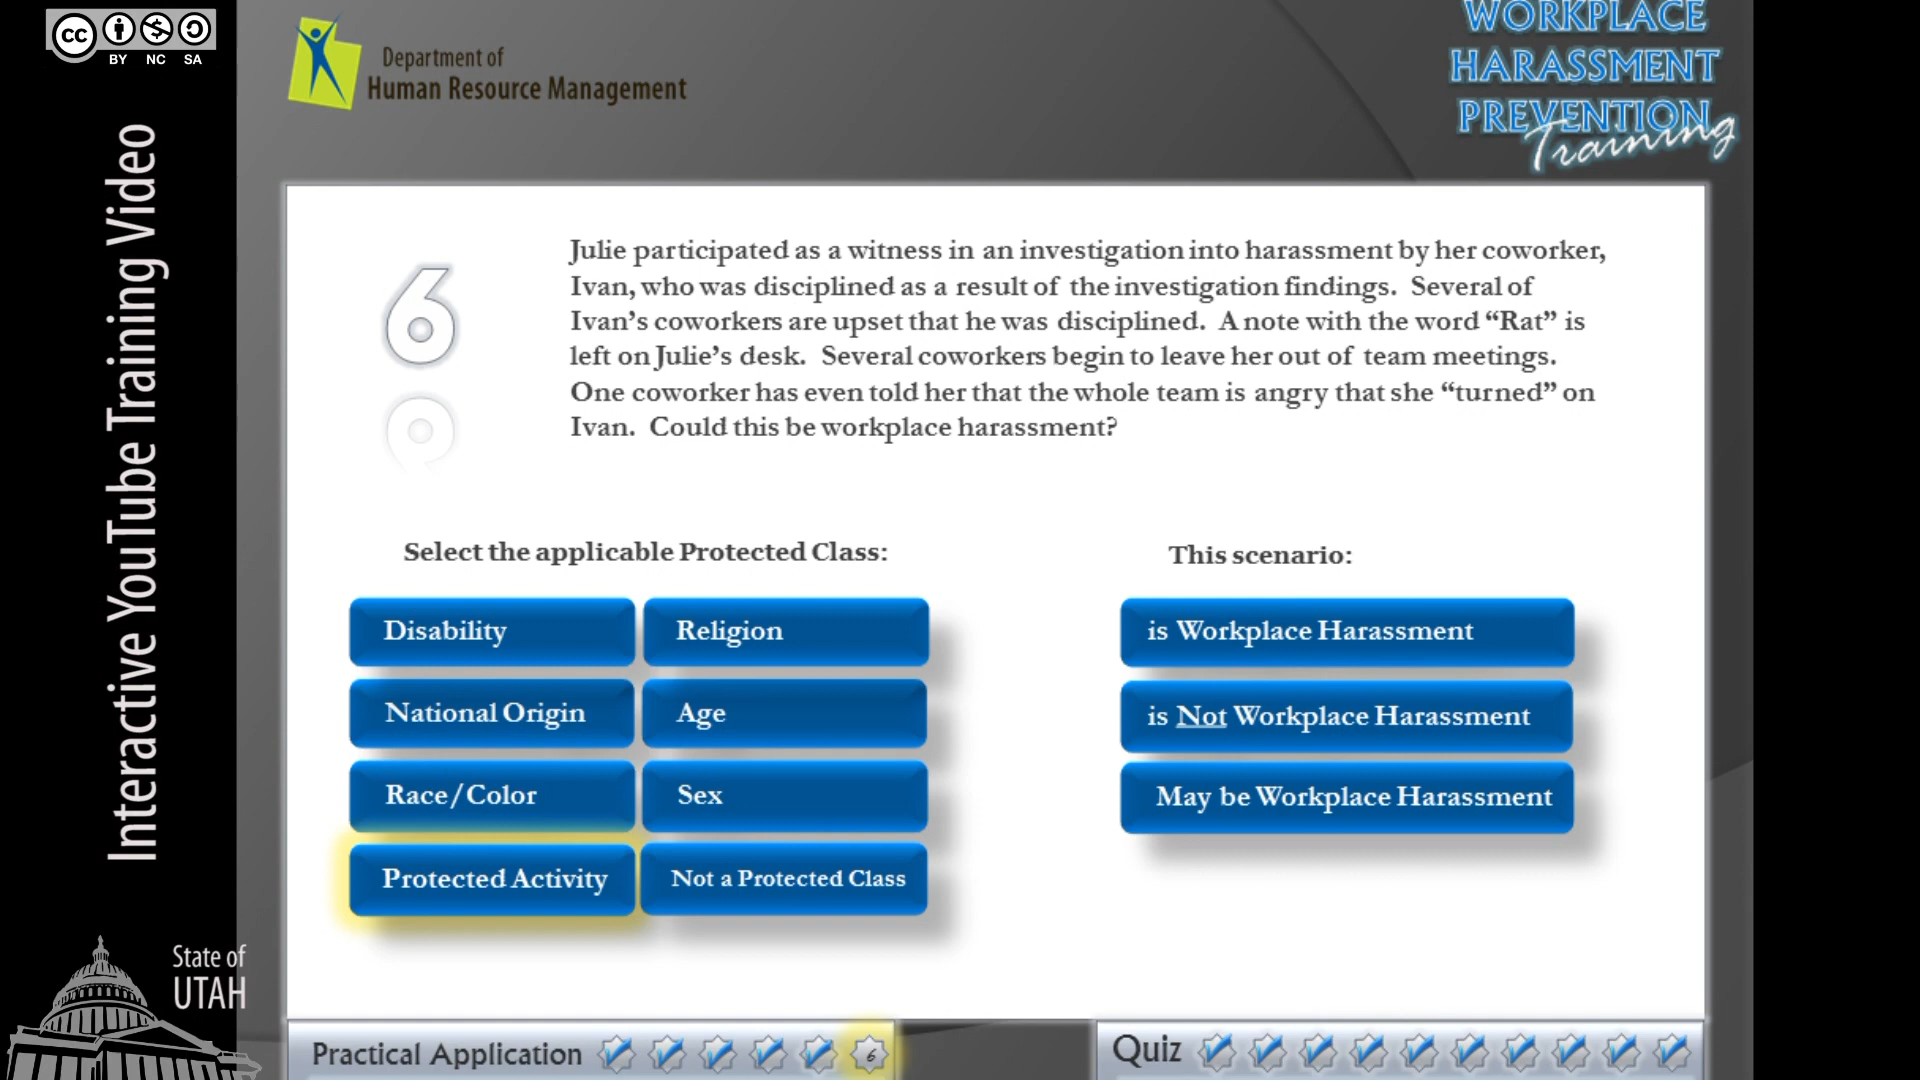 cc
BY NC SA
Interactive YouTube Training Video
State of
UTAH
Department of
Human Resource Management
WORKPLACE
HARASSMENT
PREVENTION
Training
6
Julie participated as a witness in an investigation into harassment by her coworker,
Ivan, who was disciplined as a result of the investigation findings. Several of
Ivan's coworkers are upset that he was disciplined. A note with the word “Rat” is
left on Julie's desk. Several coworkers begin to leave her out of team meetings.
One coworker has even told her that the whole team is angry that she “turned” on
Ivan. Could this be workplace harassment?
Select the applicable Protected Class:
Disability
Religion
National Origin
Age
Race/Color
Sex
Protected Activity
Not a Protected Class
This scenario:
is Workplace Harassment
is Not Workplace Harassment
May be Workplace Harassment
Practical Application 6
Quiz